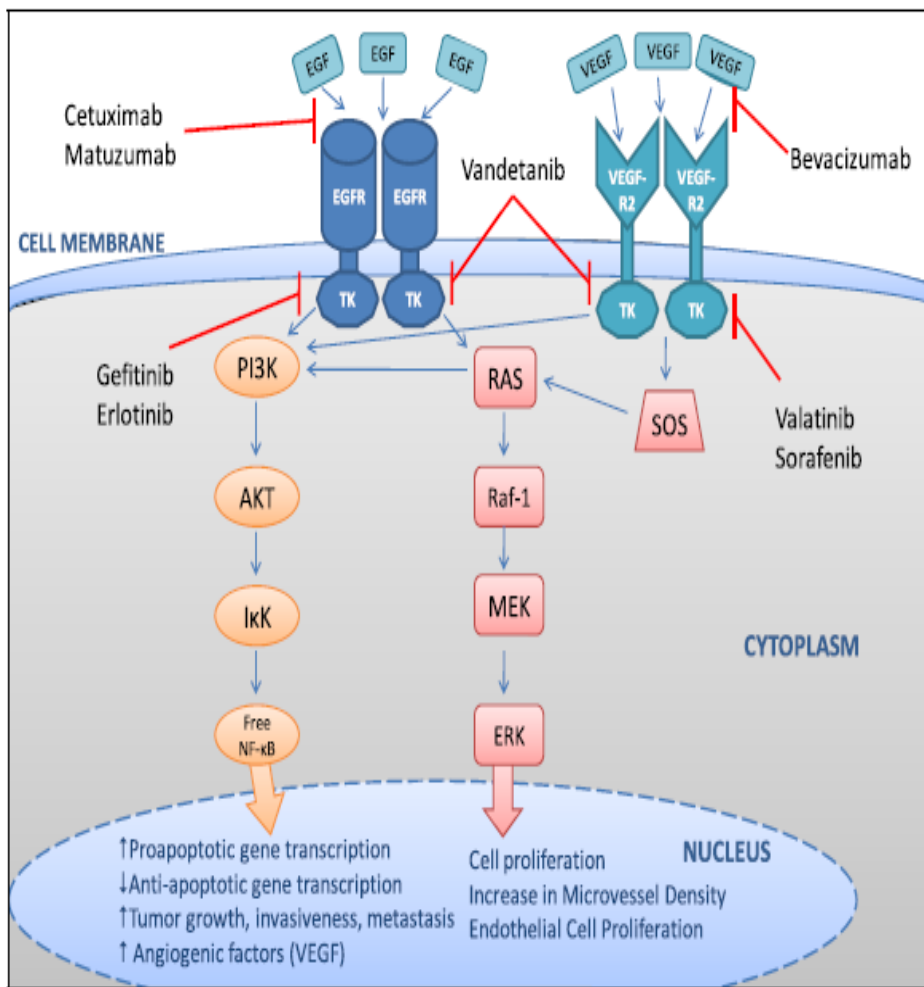 EGF
EGF
EGF
VEGF
VEGF
VEGF
Cetuximab
Matuzumab
Vandetanib
Bevacizumab
EGFR
EGFR
VEGF-
R2
VEGF-
R2
CELL MEMBRANE
TK
TK
TK
TK
Gefitinib
Erlotinib
PI3K
RAS
SOS
Valatinib
Sorafenib
AKT
Raf-1
IκK
MEK
CYTOPLASM
Free
NF-κB
ERK
NUCLEUS
↑Proapoptotic gene transcription
↓Anti-apoptotic gene transcription
↑Tumor growth, invasiveness, metastasis
↑ Angiogenic factors (VEGF)
Cell proliferation
Increase in Microvessel Density
Endothelial Cell Proliferation